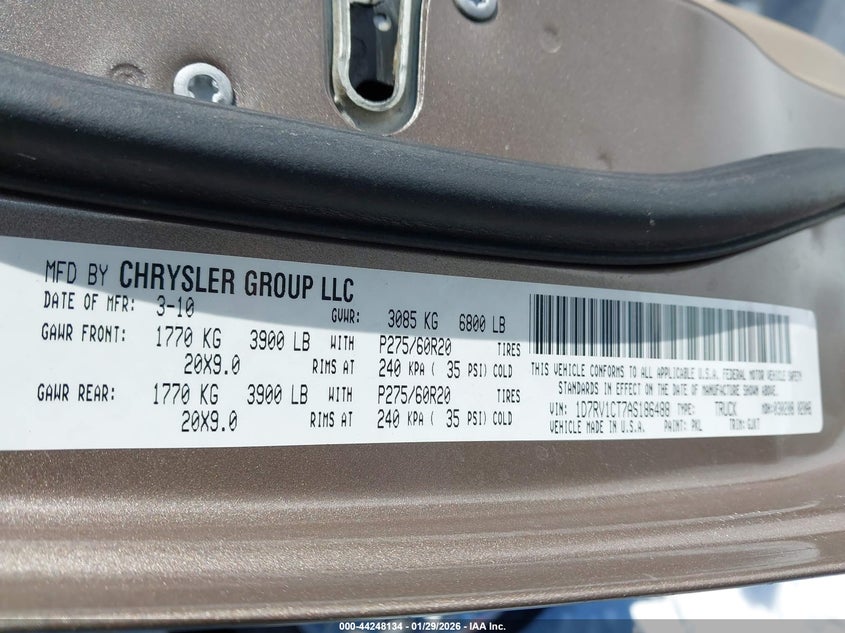 MFD BY CHRYSLER GROUP LLC
DATE OF MFR: 3-10 GVWR: 3085 KG 6800 LB
GAWR FRONT: 1770 KG 3900 LB WITH P275/60R20 TIRES
20X9.0 RIMS AT 240 KPA ( 35 PSI) COLD
GAWR REAR: 1770 KG 3900 LB WITH P275/60R20 TIRES
20X9.0 RIMS AT 240 KPA ( 35 PSI) COLD
THIS VEHICLE CONFORMS TO ALL APPLICABLE U.S.A. FEDERAL MOTOR VEHICLE SAFETY
STANDARDS IN EFFECT ON THE DATE OF MANUFACTURE SHOWN ABOVE.
VIN: 1D7RV1CT7AS186488 TYPE: TRUCK MDH:
VEHICLE MADE IN U.S.A. PAINT: PKL TRIM:
000-44248134 - 01/29/2026 - IAA Inc.